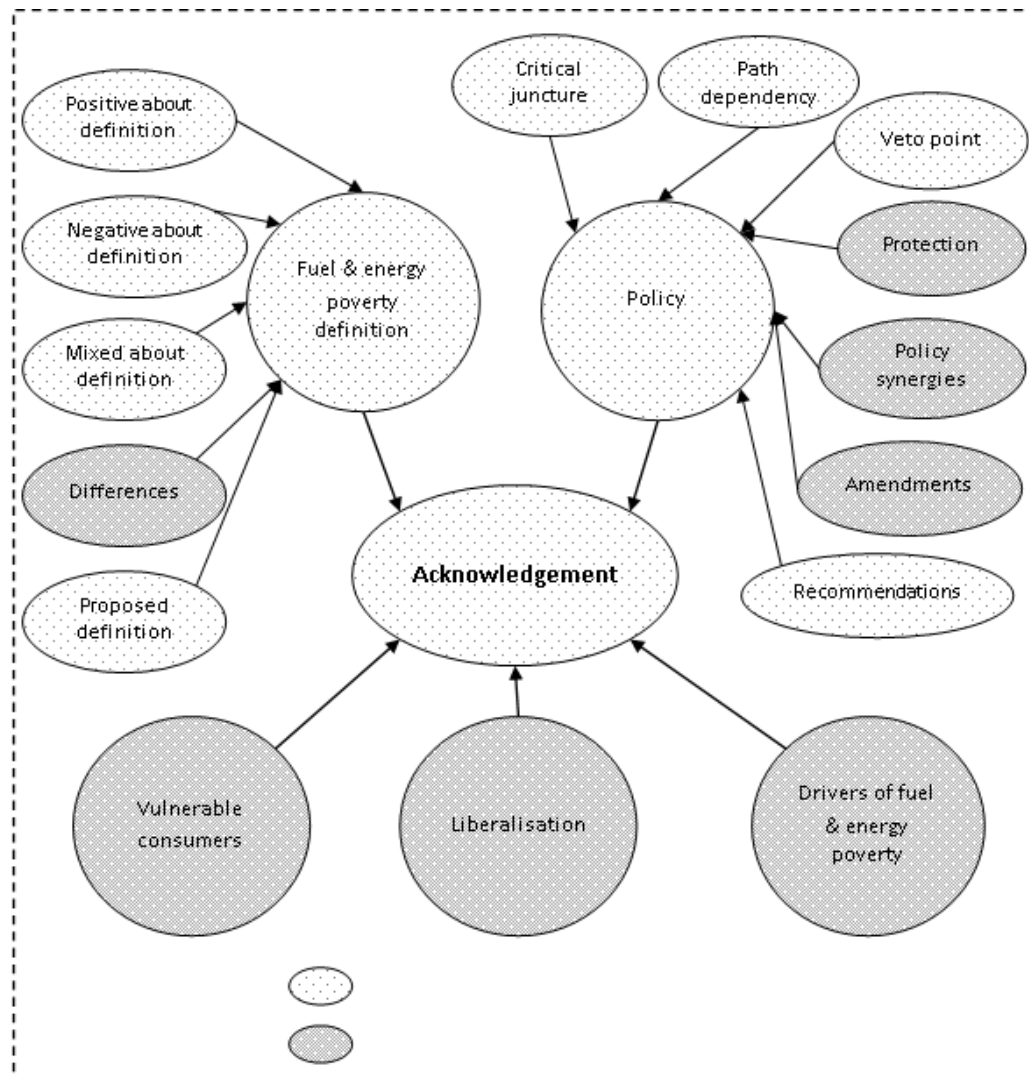 Positive about
definition
Negative about
definition
Mixed about
definition
Differences
Proposed
definition
Fuel & energy
poverty
definition
Critical
juncture
Path
dependency
Veto point
Protection
Policy
synergies
Amendments
Recommendations
Policy
Acknowledgement
Vulnerable
consumers
Liberalisation
Drivers of fuel
& energy
poverty